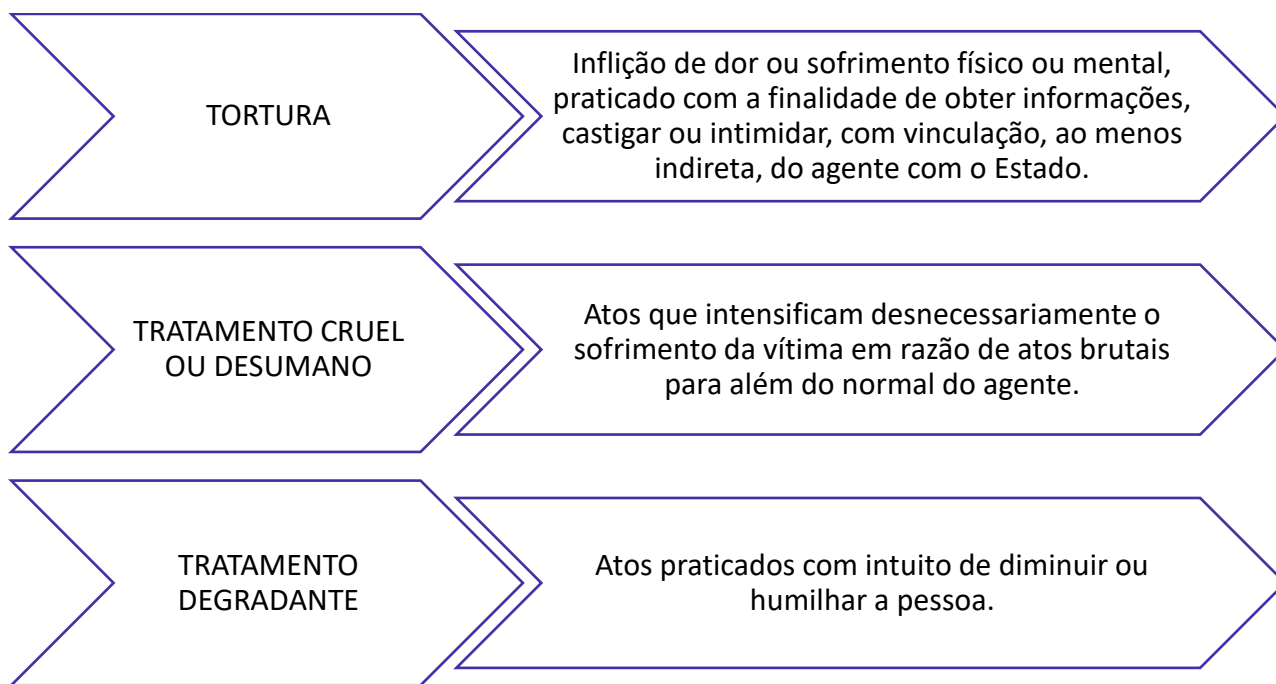 TORTURA
Inflição de dor ou sofrimento físico ou mental,
praticado com a finalidade de obter informações,
castigar ou intimidar, com vinculação, ao menos
indireta, do agente com o Estado.
TRATAMENTO CRUEL
OU DESUMANO
Atos que intensificam desnecessariamente o
sofrimento da vítima em razão de atos brutais
para além do normal do agente.
TRATAMENTO
DEGRADANTE
Atos praticados com intuito de diminuir ou
humilhar a pessoa.